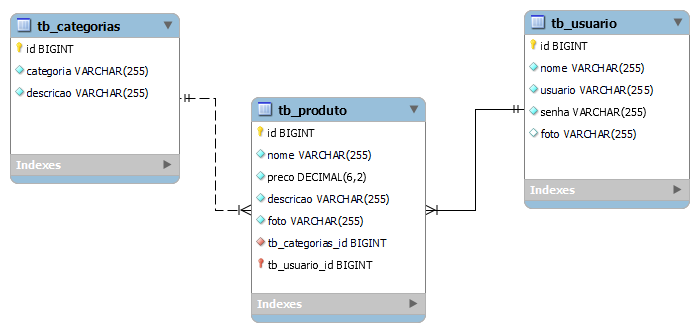 tb_categorias
id BIGINT
categoria VARCHAR(255)
descricao VARCHAR(255)
Indexes
tb_produto
id BIGINT
nome VARCHAR(255)
preco DECIMAL(6,2)
descricao VARCHAR(255)
foto VARCHAR(255)
tb_categorias_id BIGINT
tb_usuario_id BIGINT
Indexes
tb_usuario
id BIGINT
nome VARCHAR(255)
usuario VARCHAR(255)
senha VARCHAR(255)
foto VARCHAR(255)
Indexes